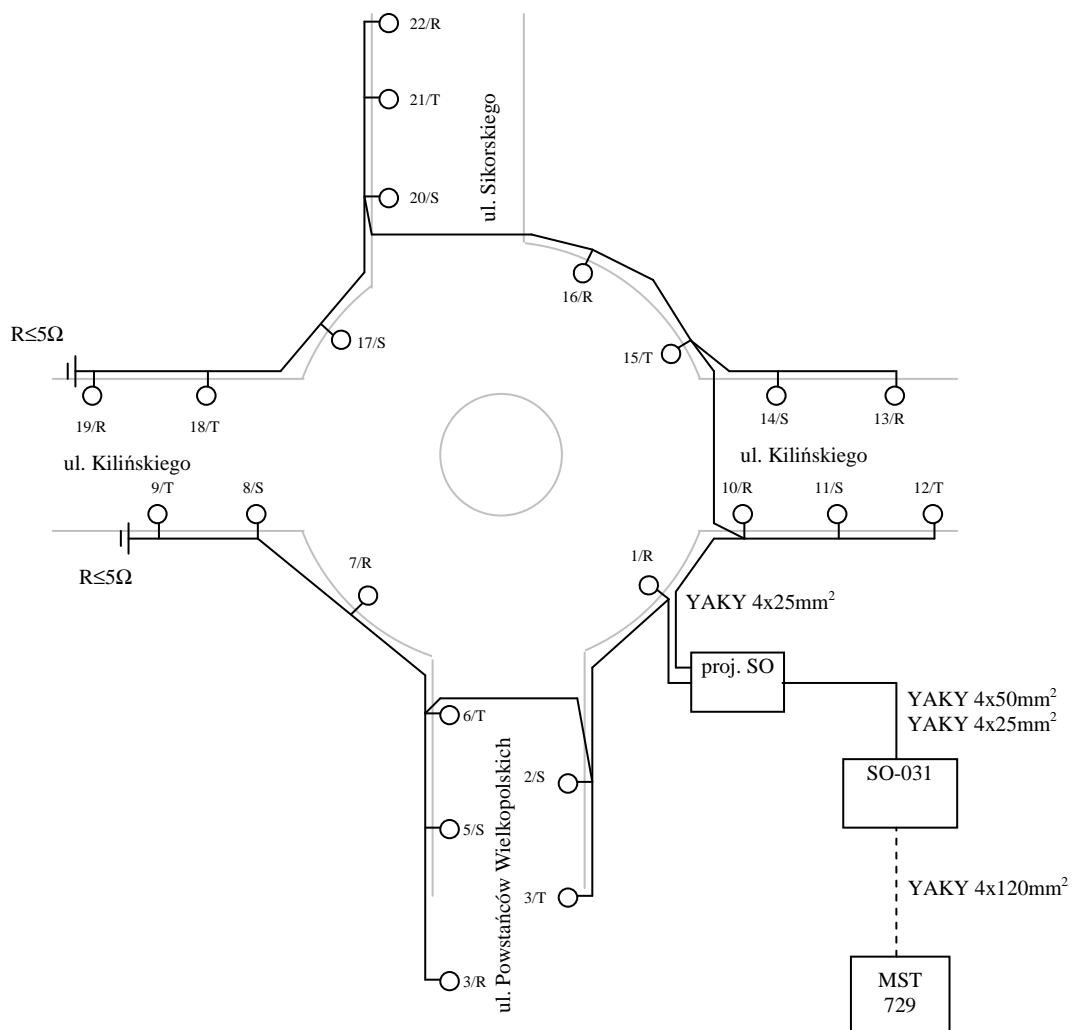 22/R
21/T
ul. Sikorskiego
20/S
16/R
R≤5Ω
17/S
15/T
19/R
18/T
14/S
13/R
ul. Kilińskiego
ul. Kilińskiego
9/T
8/S
10/R
11/S
12/T
R≤5Ω
7/R
1/R
YAKY 4x25mm²
proj. SO
YAKY 4x50mm²
YAKY 4x25mm²
6/T
2/S
SO-031
5/S
ul. Powstańców Wielkopolskich
3/T
YAKY 4x120mm²
3/R
MST
729